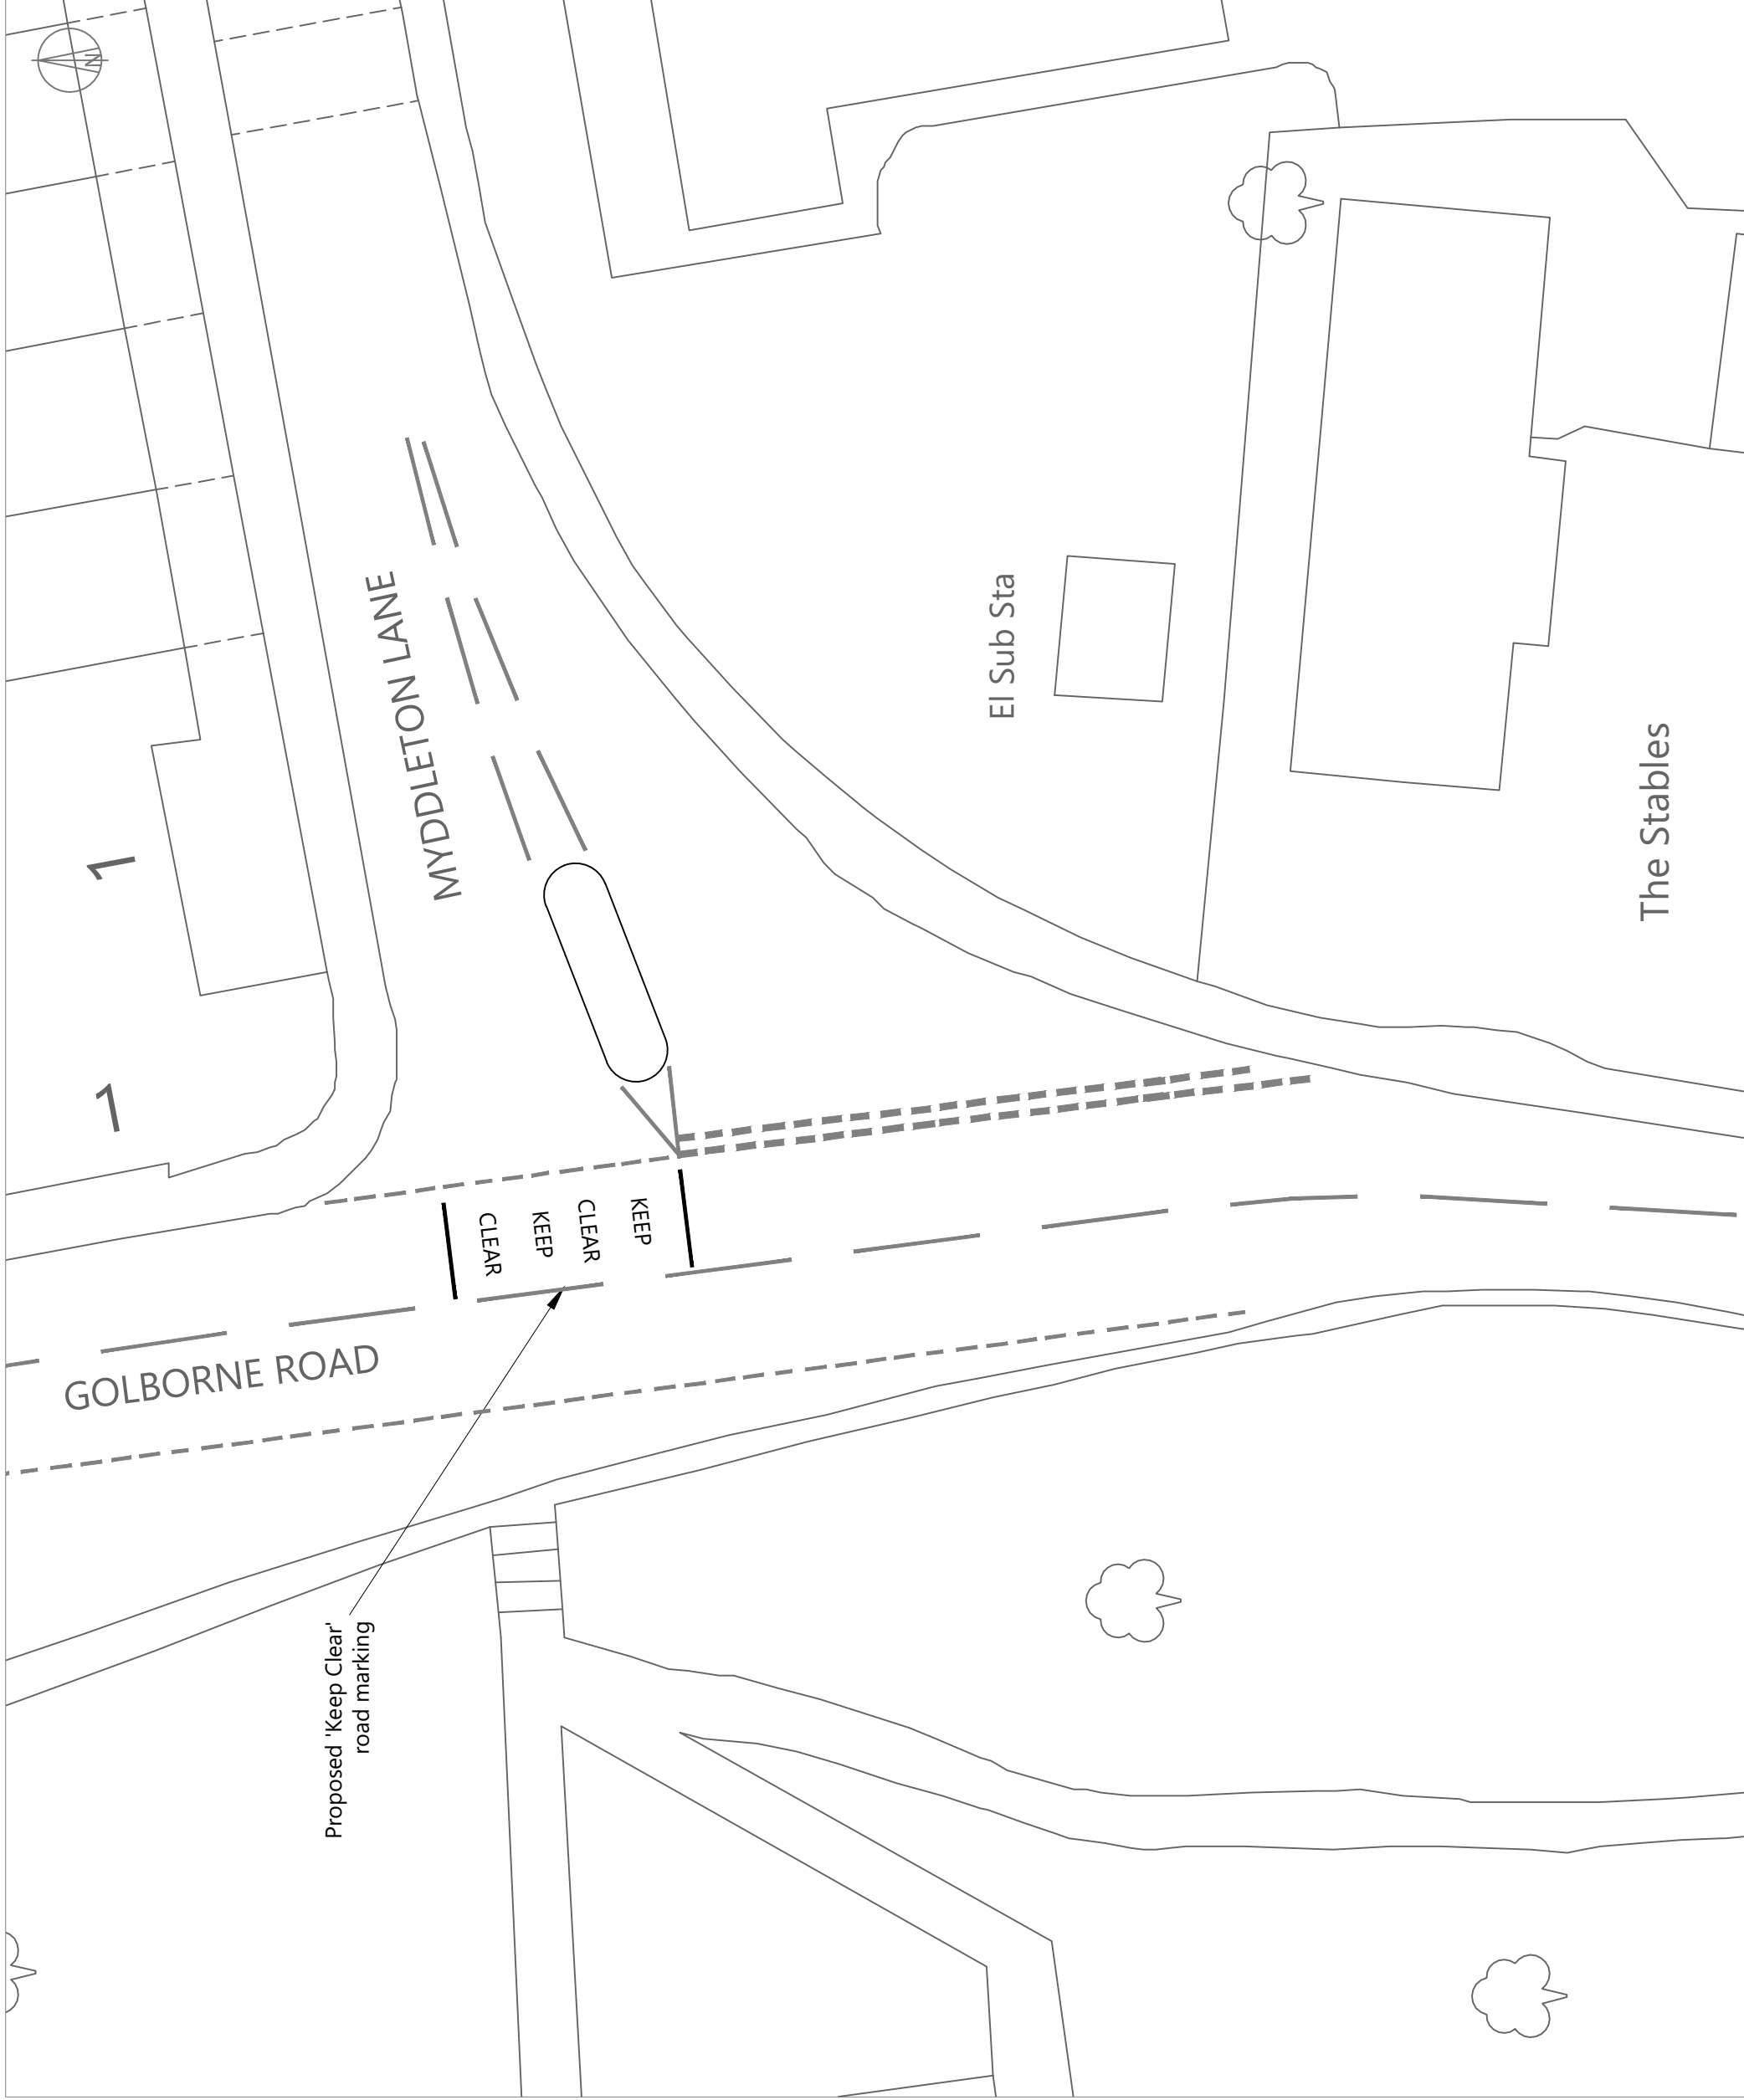 N
MYDDLETON LANE
El Sub Sta
The Stables
1
1
KEEP
CLEAR
KEEP
CLEAR
GOLBORNE ROAD
Proposed 'Keep Clear'
road marking